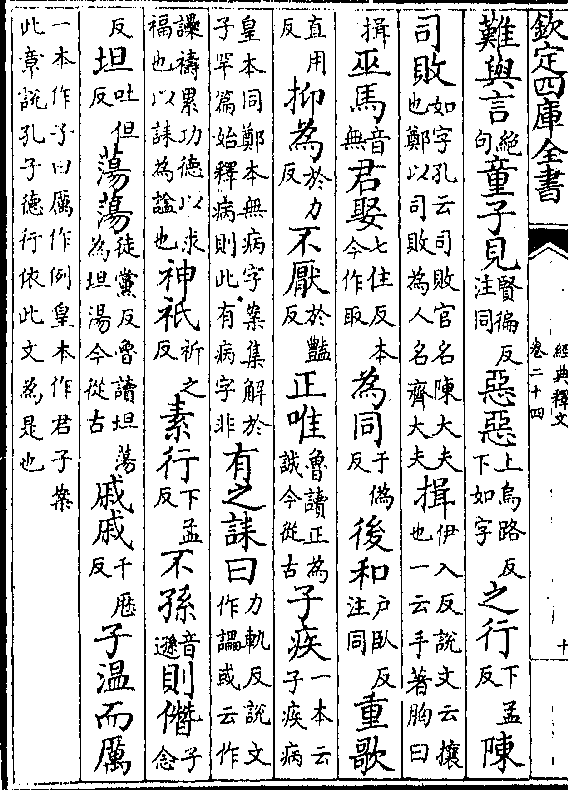 欽定四庫全書
經典釋文
卷二十四
十
難與言絕句童子見賢徧反注同惡惡上烏路反下如字之行下孟反陳
司敗如字孔云司敗官名陳大夫也鄭以司敗為人名齊大夫揖伊入反說文云攘也一云手著胸曰
揖巫馬音無君娶七住反本今作取為同于偽反後和戶臥反注同重歌
直用反抑為於力反不厭於豔反正唯魯讀正為誠今從古子疾一本云子疾病
皇本同鄭本無病字案集解於子罕篇始釋病則此有病字非有之誄曰力軌反說文作讄或云作
讄禱累功德以求福也以誄為諡也神祇祈之反素行下孟反不孫音遜則僭子念
反坦吐但反蕩蕩徒黨反魯讀坦蕩為坦湯今從古戚戚千歷反子溫而厲
一本作子曰厲作例皇本作君子案此章說孔子德行依此文為是也